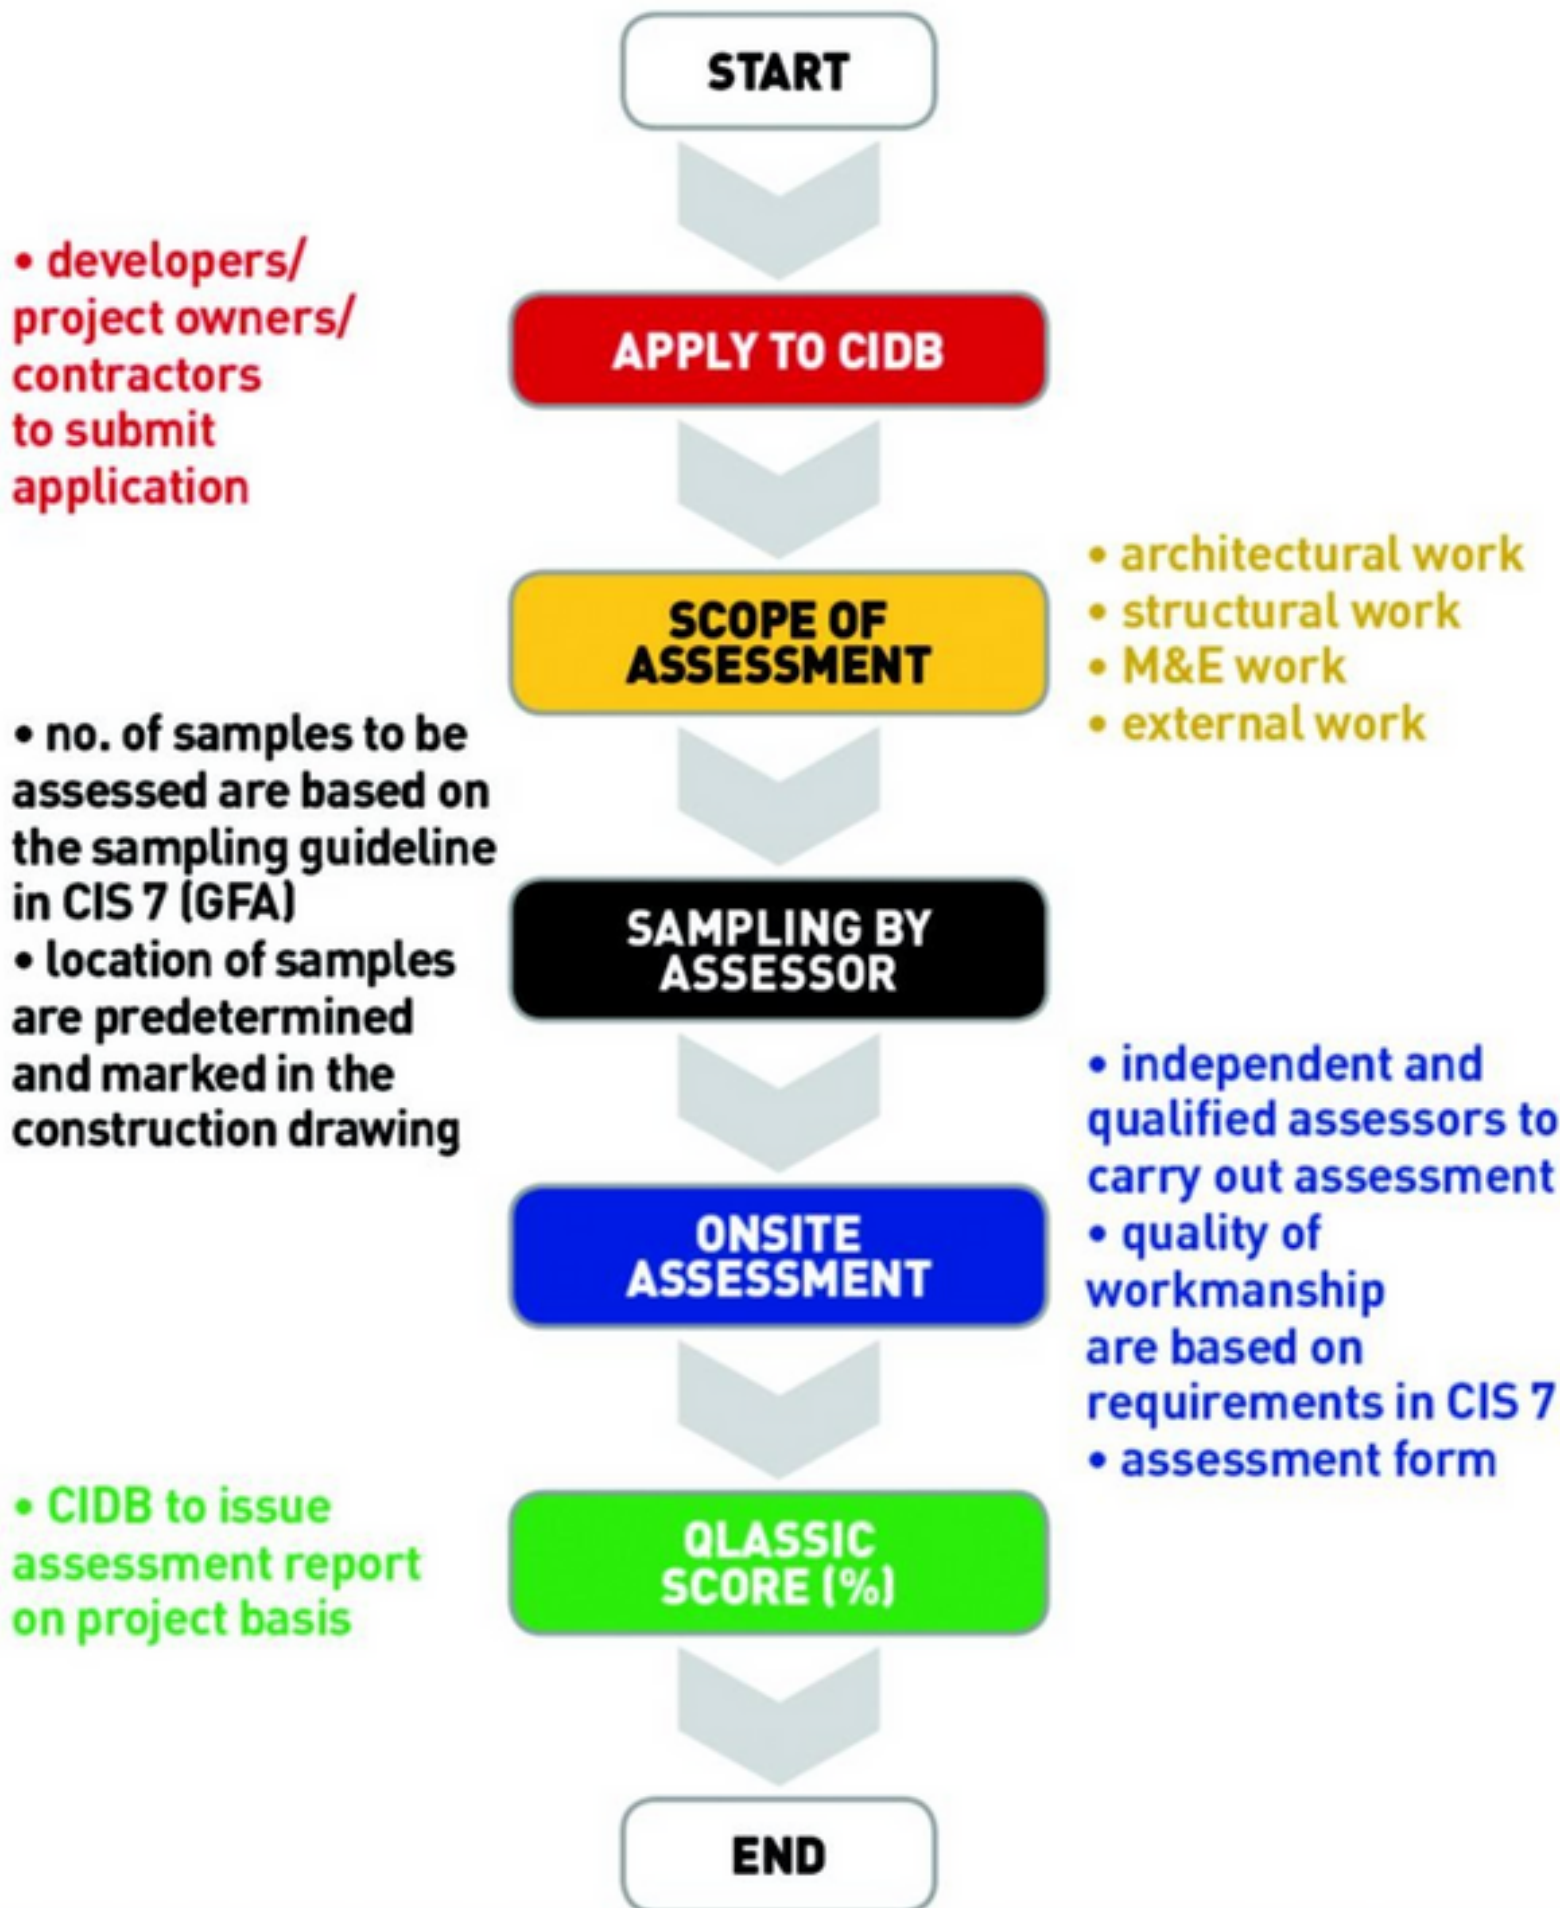 START
• developers/
project owners/
contractors
to submit
application
APPLY TO CIDB
SCOPE OF
ASSESSMENT
• architectural work
• structural work
• M&E work
• external work
• no. of samples to be
assessed are based on
the sampling guideline
in CIS 7 (GFA)
• location of samples
are predetermined
and marked in the
construction drawing
SAMPLING BY
ASSESSOR
ONSITE
ASSESSMENT
• independent and
qualified assessors to
carry out assessment
• quality of
workmanship
are based on
requirements in CIS 7
• assessment form
• CIDB to issue
assessment report
on project basis
QLASSIC
SCORE (%)
END